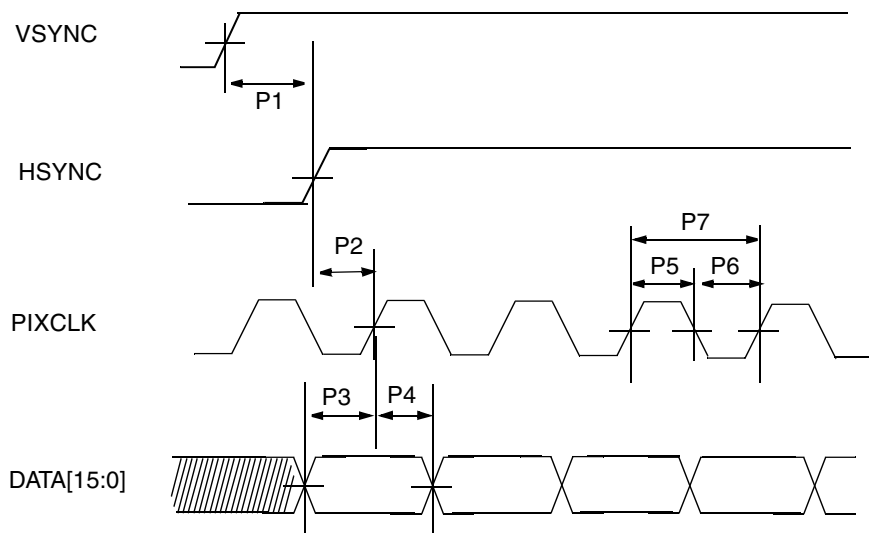 VSYNC
P1
HSYNC
P2
P7
P5
P6
PIXCLK
P3
P4
DATA[15:0]